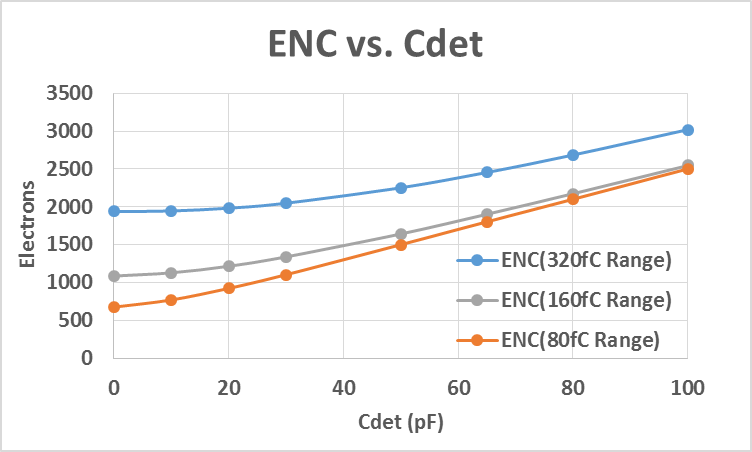 ENC vs. Cdet
3500
3000
2500
2000
1500
1000
500
0
Electrons
ENC(320fC Range)
ENC(160fC Range)
ENC(80fC Range)
0 20 40 60 80 100
Cdet (pF)